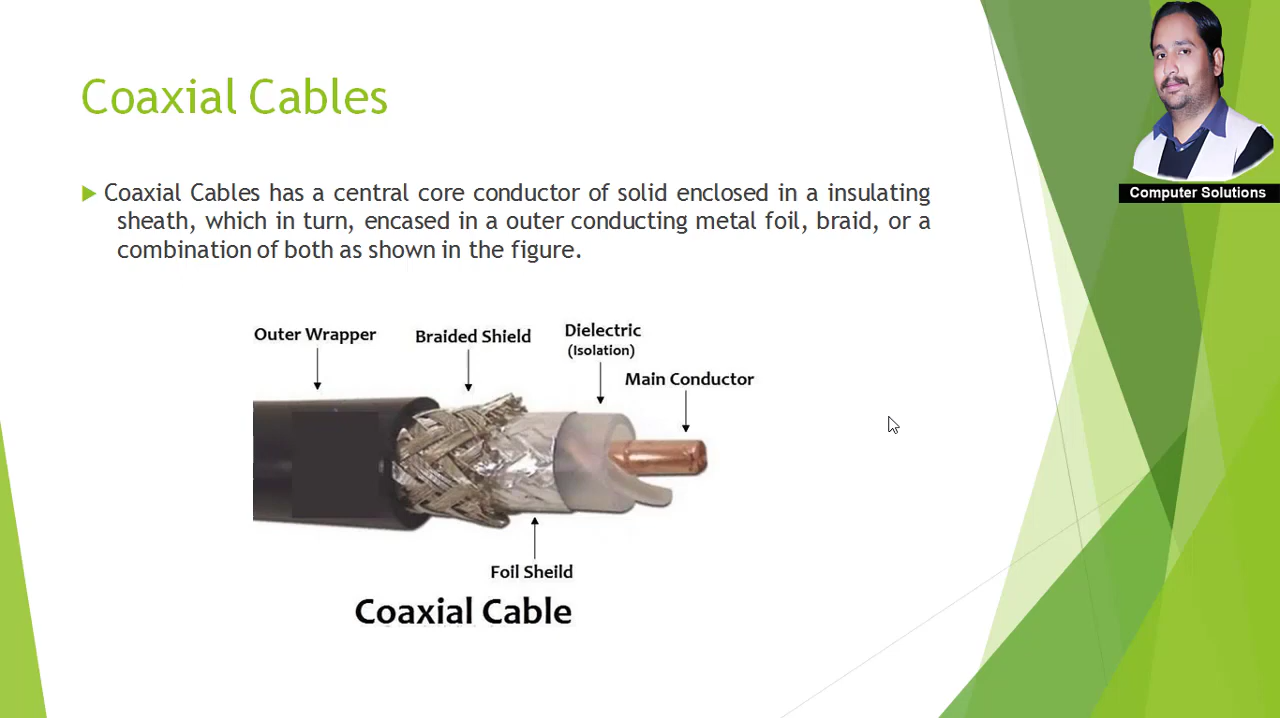 Coaxial Cables
Computer Solutions
Coaxial Cables has a central core conductor of solid enclosed in a insulating
sheath, which in turn, encased in a outer conducting metal foil, braid, or a
combination of both as shown in the figure.
Outer Wrapper
Braided Shield
Dielectric
(Isolation)
Main Conductor
Foil Sheild
Coaxial Cable